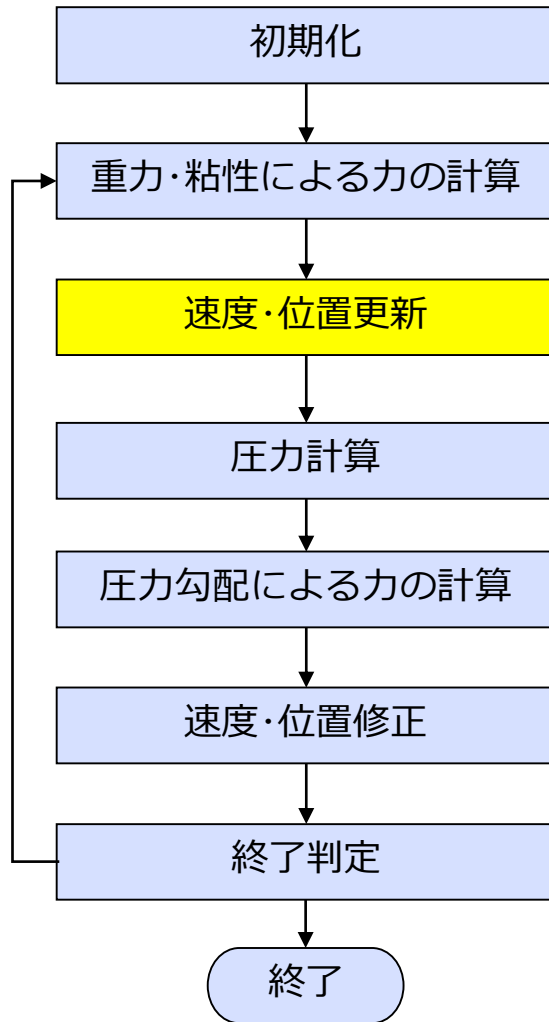 初期化
重力･粘性による力の計算
速度･位置更新
圧力計算
圧力勾配による力の計算
速度･位置修正
終了判定
終了